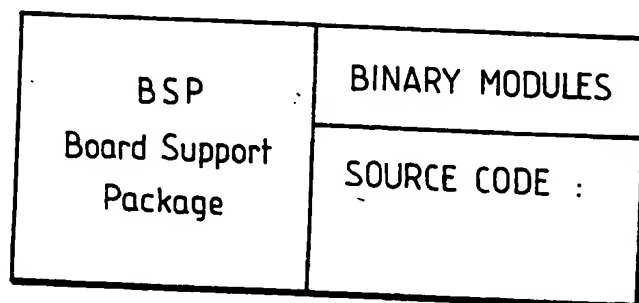 BSP
Board Support
Package
BINARY MODULES
SOURCE CODE :